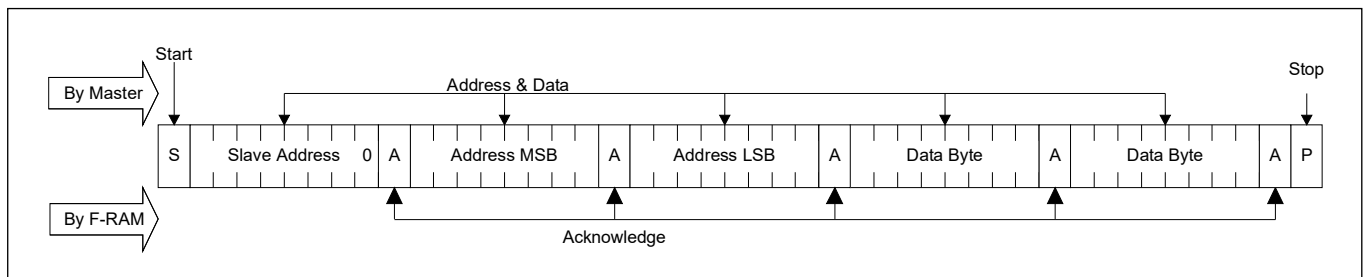 Start
Stop
By Master
Address & Data
S Slave Address 0 A Address MSB A Address LSB A Data Byte A Data Byte A P
By F-RAM
Acknowledge